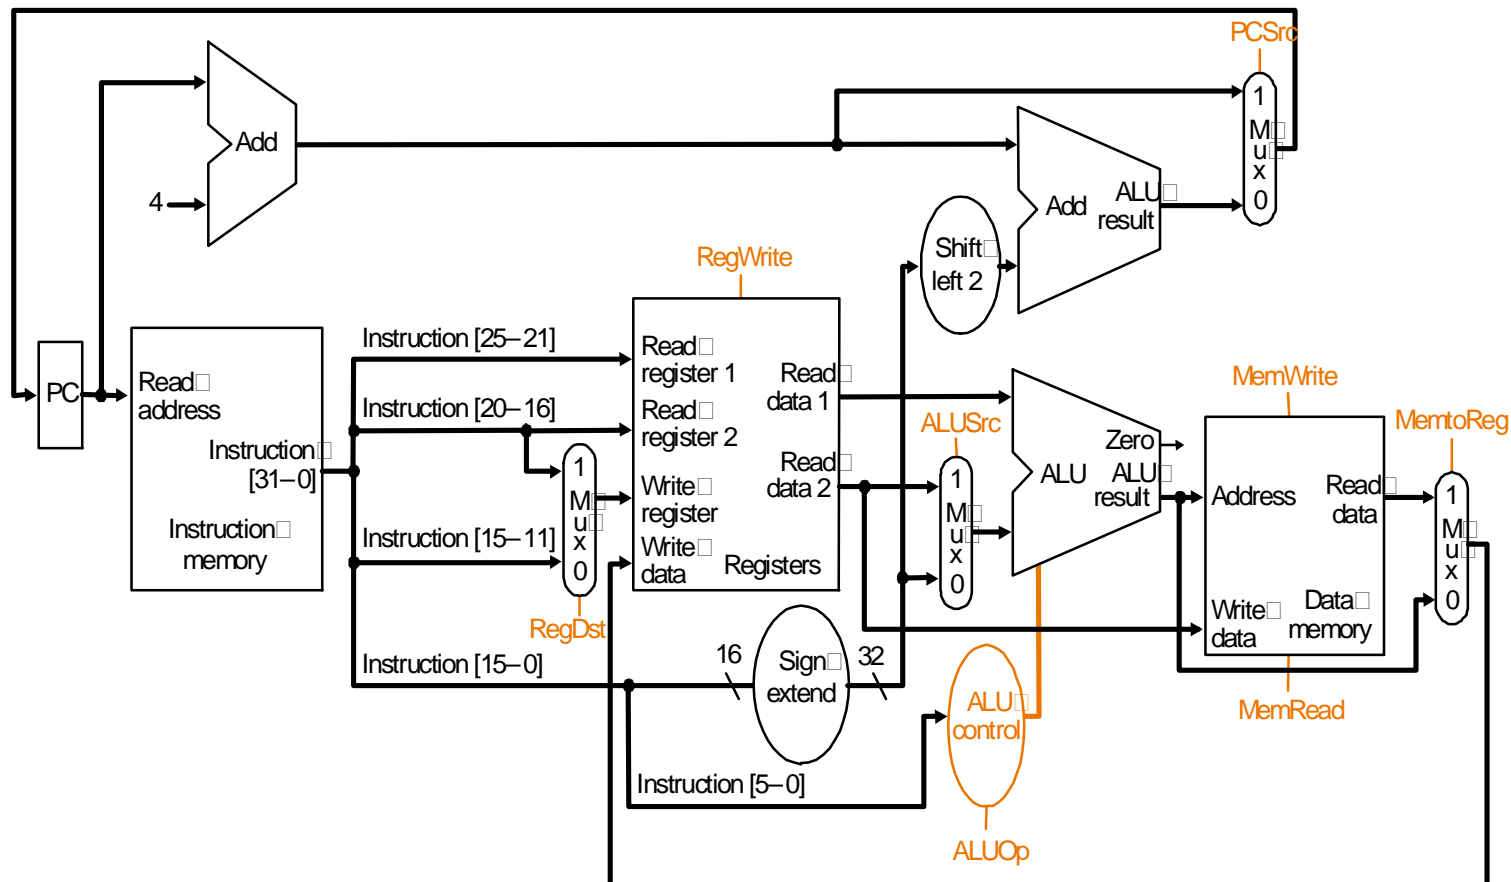 PCSrc
1
M
u
x
0
Add
4
Add
ALU
result
Shift
left 2
RegWrite
PC
Read
address
Instruction
[31–0]
Instruction
memory
Instruction [25–21]
Instruction [20–16]
Instruction [15–11]
Instruction [15–0]
Instruction [5–0]
1
M
u
x
0
RegDst
Read
register 1
Read
register 2
Write
register
Write
data
Read
data 1
Read
data 2
Registers
16
Sign
extend
32
ALUSrc
1
M
u
x
0
Zero
ALU
ALU
result
ALU
control
ALUOp
MemWrite
Address
Read
data
Write
data
Data
memory
MemRead
MemtoReg
1
M
u
x
0